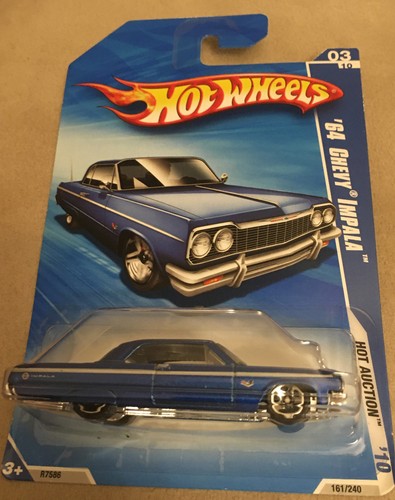 03
10
HOT WHEELS
'64 CHEVY® IMPALA™
HOT AUCTION™ '10
3+
R7586
161/240